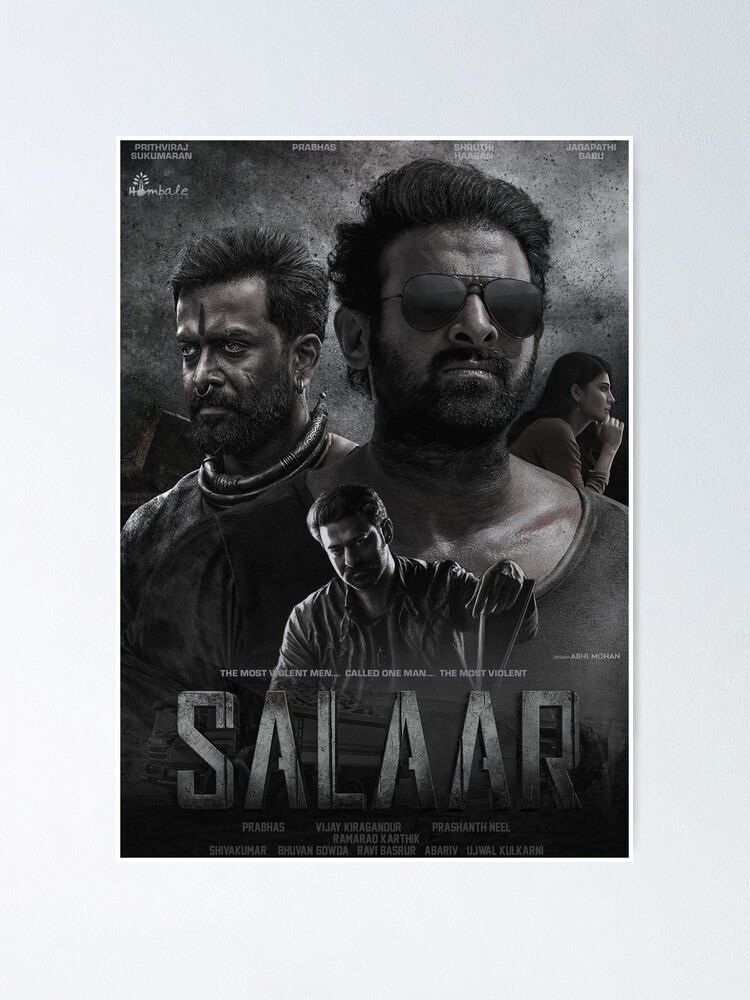 PRITHVIRAJ SUKUMARAN
PRABHAS
SHRUTHI HAASAN
JAGAPATHI BABU
Hombale
DESIGN ABHI MOHAN
THE MOST VIOLENT MEN... CALLED ONE MAN.... THE MOST VIOLENT
SALAAR
PRABHAS VIJAY KIRAGANDUR PRASHANTH NEEL
RAMARAO KARTHIK
SHIVAKUMAR BHUVAN GOWDA RAVI BASRUR ABARIV UJWAL KULKARNI